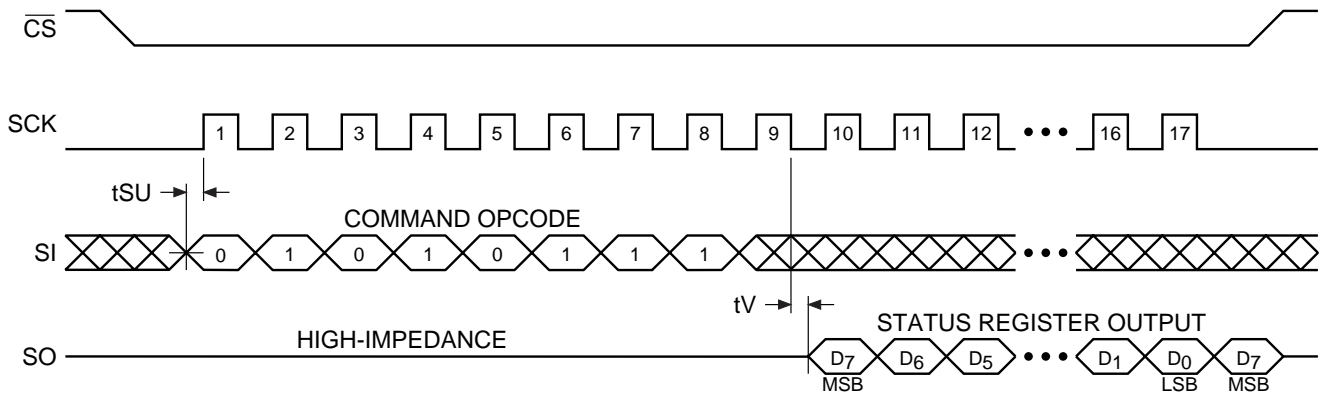 CS
SCK
1 2 3 4 5 6 7 8 9 10 11 12 ••• 16 17
tSU
COMMAND OPCODE
SI
0 1 0 1 0 1 1 1 •••
tV
STATUS REGISTER OUTPUT
HIGH-IMPEDANCE
SO
D7 D6 D5 ••• D1 D0 D7
MSB LSB MSB